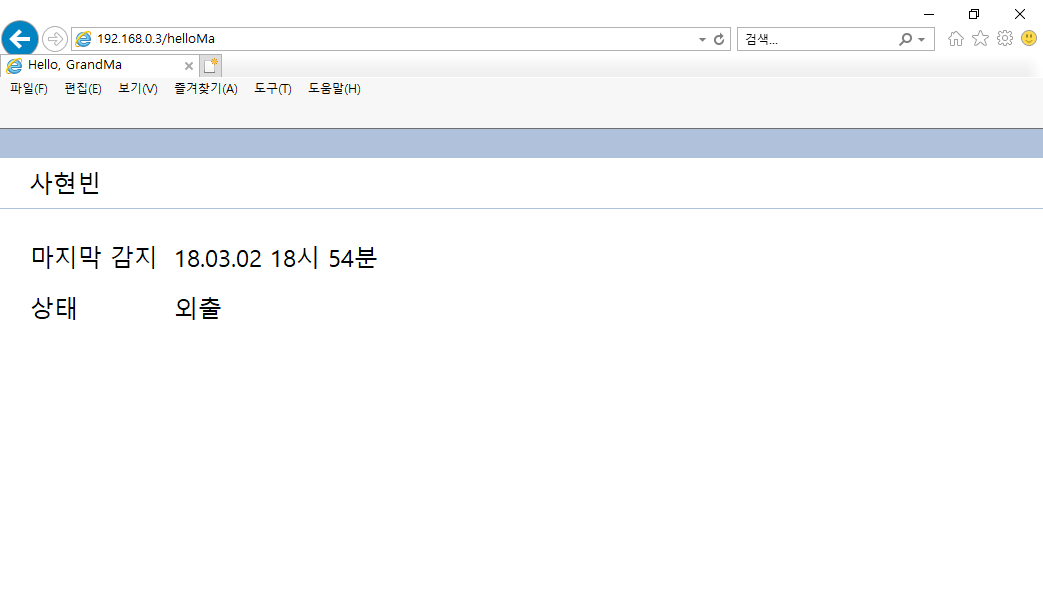 192.168.0.3/helloMa
검색...
Hello, GrandMa
파일(F) 편집(E) 보기(V) 즐겨찾기(A) 도구(T) 도움말(H)
사현빈
마지막 감지 18.03.02 18시 54분
상태 외출